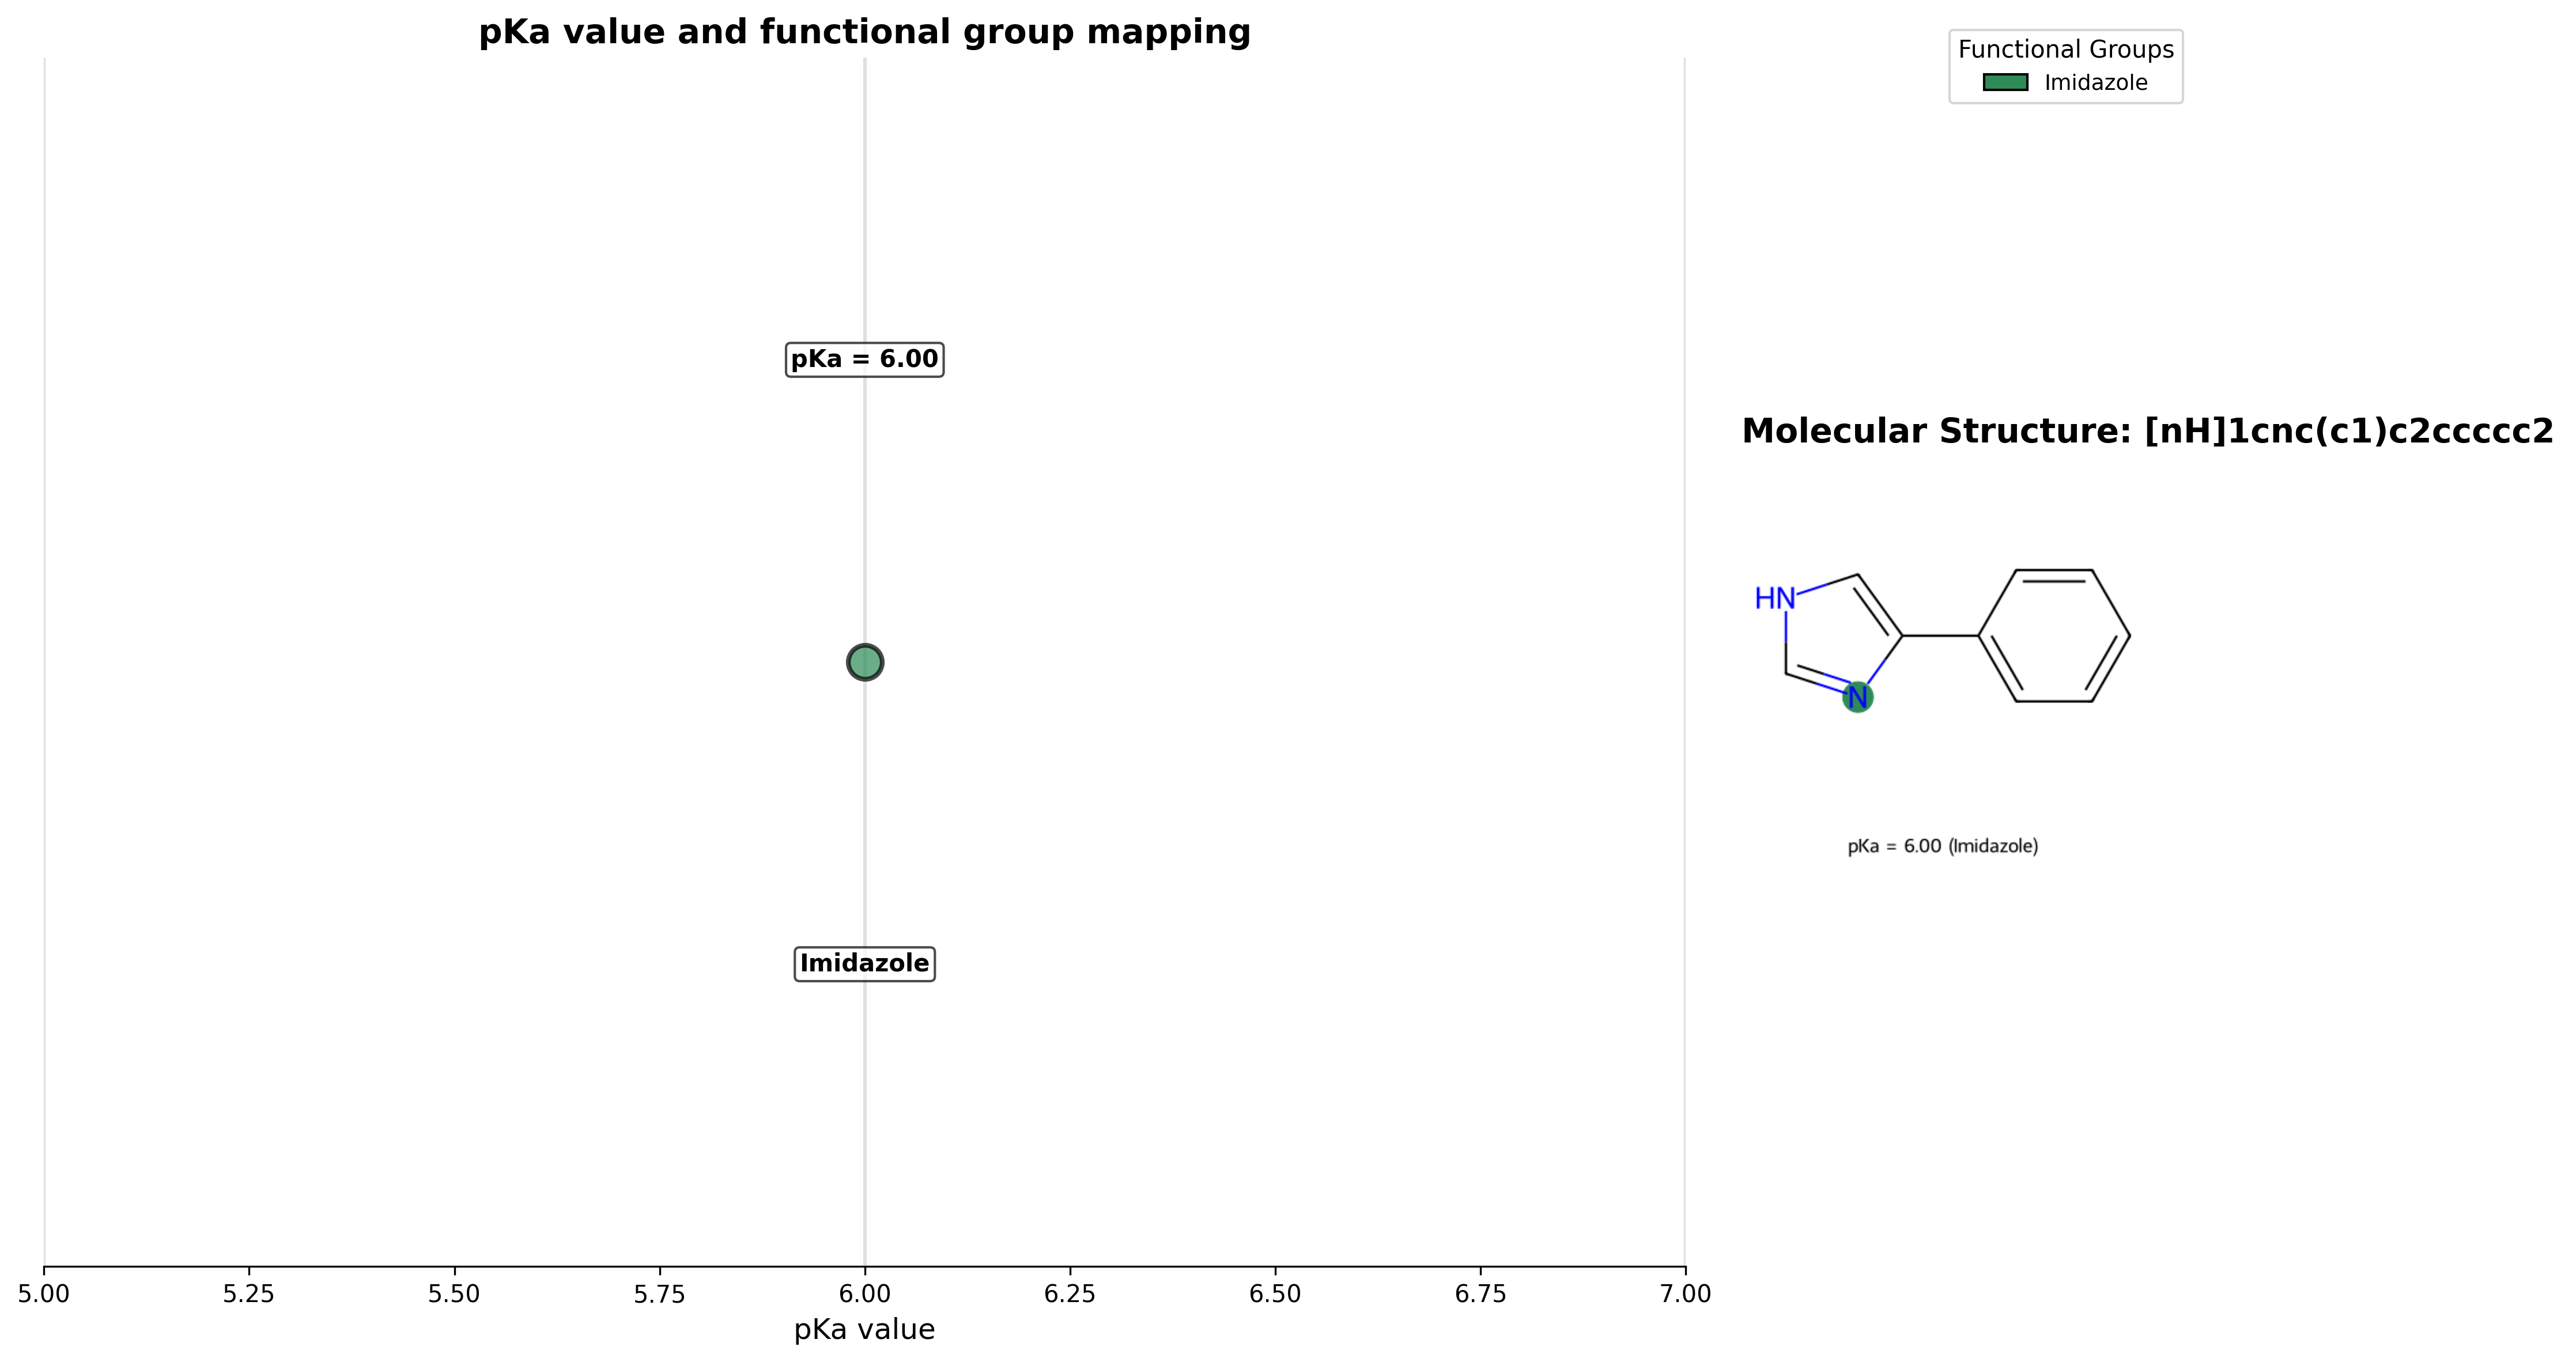 pKa value and functional group mapping
Functional Groups
Imidazole
pKa = 6.00
Molecular Structure: [nH]1cnc(c1)c2ccccc2
HN
N
pKa = 6.00 (Imidazole)
Imidazole
5.00 5.25 5.50 5.75 6.00 6.25 6.50 6.75 7.00
pKa value